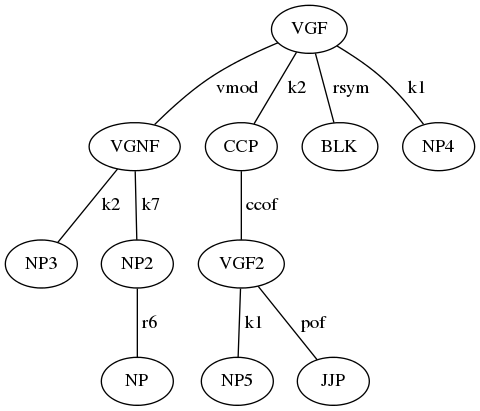 VGF
vmod k2 rsym k1
VGNF CCP BLK NP4
k2 k7 ccof
NP3 NP2 VGF2
r6 k1 pof
NP NP5 JJP